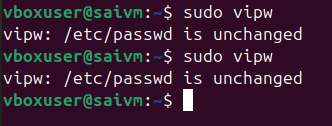 vboxuser@saivm:~$ sudo vipw
vipw: /etc/passwd is unchanged
vboxuser@saivm:~$ sudo vipw
vipw: /etc/passwd is unchanged
vboxuser@saivm:~$